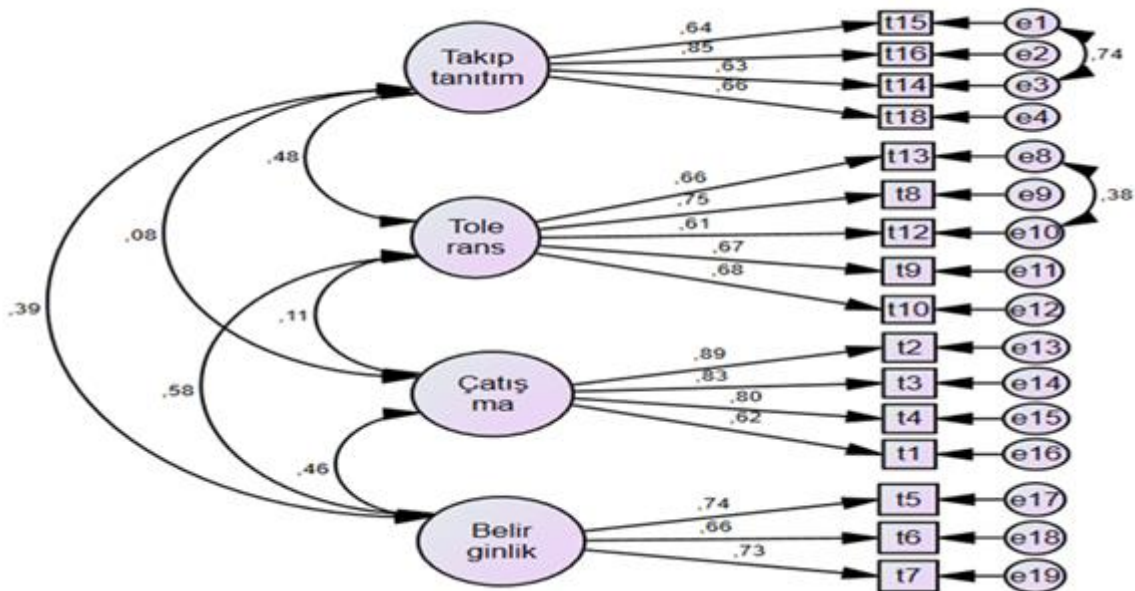 Takıp
tanıtım
,64
,85
,63
,66
t15
t16
t14
t18
e1
e2
e3
e4
,74
,48
,08
,39
Tole
rans
,66
,75
,61
,67
,68
t13
t8
t12
t9
t10
e8
e9
e10
e11
e12
,38
,11
,58
Çatış
ma
,89
,83
,80
,62
t2
t3
t4
t1
e13
e14
e15
e16
,46
Belir
ginlik
,74
,66
,73
t5
t6
t7
e17
e18
e19